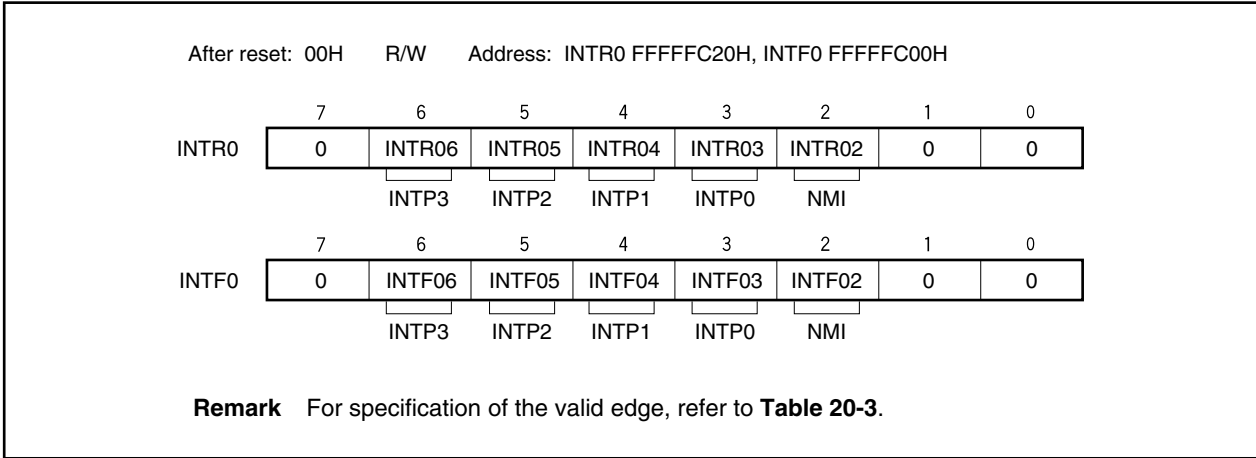 After reset: 00H R/W Address: INTR0 FFFFFC20H, INTF0 FFFFFC00H
7 6 5 4 3 2 1 0
INTR0 0 INTR06 INTR05 INTR04 INTR03 INTR02 0 0
INTP3 INTP2 INTP1 INTP0 NMI
7 6 5 4 3 2 1 0
INTF0 0 INTF06 INTF05 INTF04 INTF03 INTF02 0 0
INTP3 INTP2 INTP1 INTP0 NMI
Remark For specification of the valid edge, refer to Table 20-3.